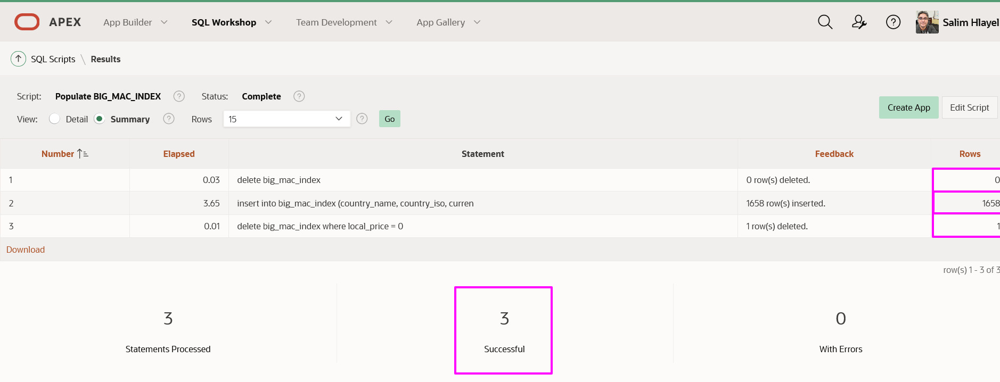 APEX App Builder SQL Workshop Team Development App Gallery Salim Hlayel
SQL Scripts \ Results
Script: Populate BIG_MAC_INDEX ? Status: Complete ?
Create App Edit Script
View: Detail Summary ? Rows 15 ? Go
Number Elapsed Statement Feedback Rows
1 0.03 delete big_mac_index 0 row(s) deleted. 0
2 3.65 insert into big_mac_index (country_name, country_iso, curren 1658 row(s) inserted. 1658
3 0.01 delete big_mac_index where local_price = 0 1 row(s) deleted. 1
Download
row(s) 1 - 3 of 3
3 3 0
Statements Processed Successful With Errors